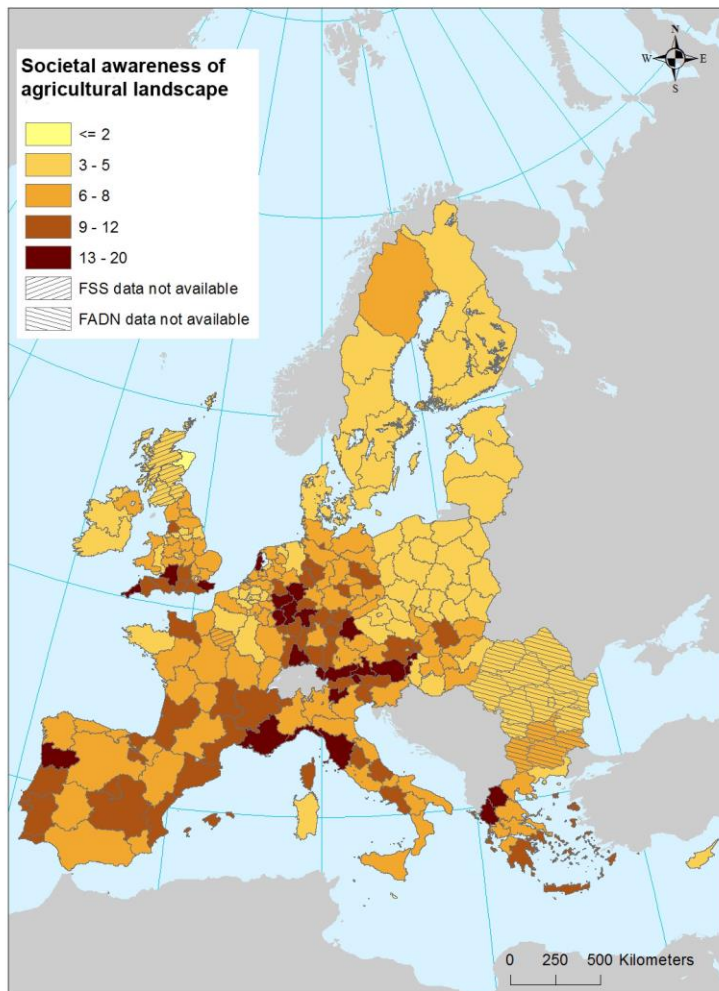 Societal awareness of
agricultural landscape
<= 2
3 - 5
6 - 8
9 - 12
13 - 20
FSS data not available
FADN data not available
N
W E
S
0 250 500 Kilometers